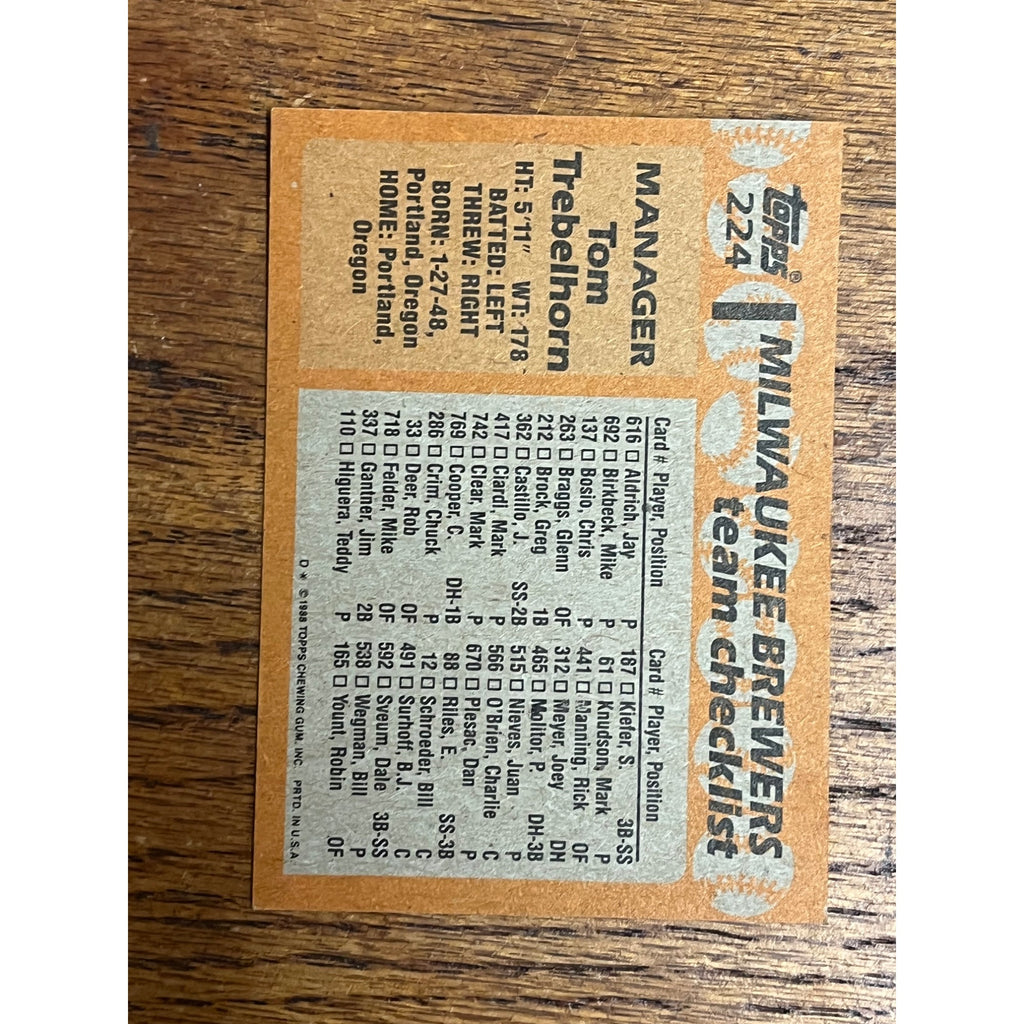 TOPPS®
224
MILWAUKEE BREWERS
team checklist
MANAGER
Tom
Trebelhorn
HT: 5'11" WT: 178
BATTED: LEFT
THREW: RIGHT
BORN: 1-27-48,
Portland, Oregon
HOME: Portland,
Oregon
Card # Player, Position
616 Aldrich, Jay P
692 Birkbeck, Mike P
137 Bosio, Chris P
263 Braggs, Glenn OF
212 Brock, Greg 1B
362 Castillo, J. SS-2B
417 Ciardi, Mark P
742 Clear, Mark P
769 Cooper, C. DH-1B
286 Crim, Chuck P
33 Deer, Rob OF
718 Felder, Mike OF
337 Gantner, Jim 2B
110 Higuera, Teddy P
Card # Player, Position
187 Kiefer, S. 3B-SS
61 Knudson, Mark P
441 Manning, Rick OF
312 Meyer, Joey DH
465 Molitor, P. DH-3B
515 Nieves, Juan P
566 O'Brien, Charlie C
670 Plesac, Dan P
88 Riles, E. SS-3B
12 Schroeder, Bill C
491 Surhoff, B.J. C
592 Sveum, Dale 3B-SS
538 Wegman, Bill P
165 Yount, Robin OF
D* © 1988 TOPPS CHEWING GUM, INC. PRTD. IN U.S.A.